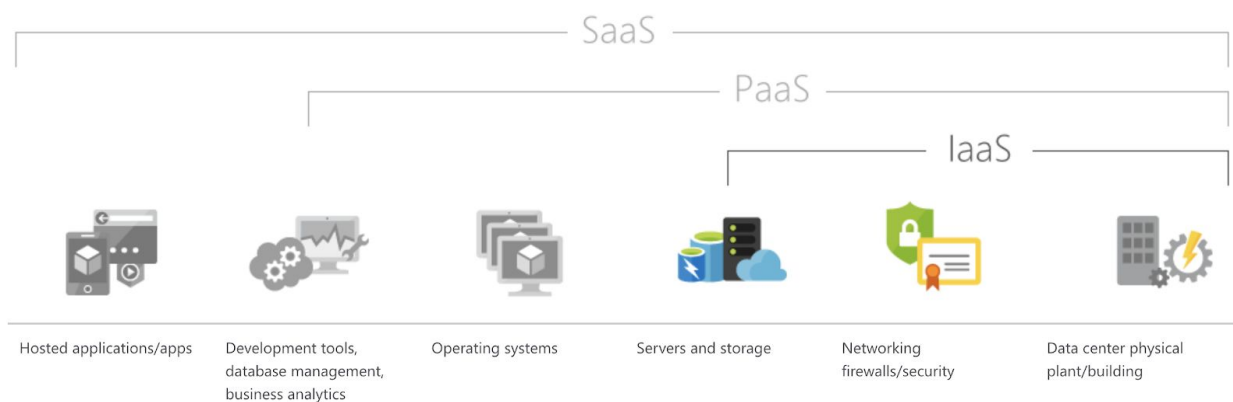 SaaS
PaaS
IaaS
Hosted applications/apps
Development tools,
database management,
business analytics
Operating systems
Servers and storage
Networking
firewalls/security
Data center physical
plant/building